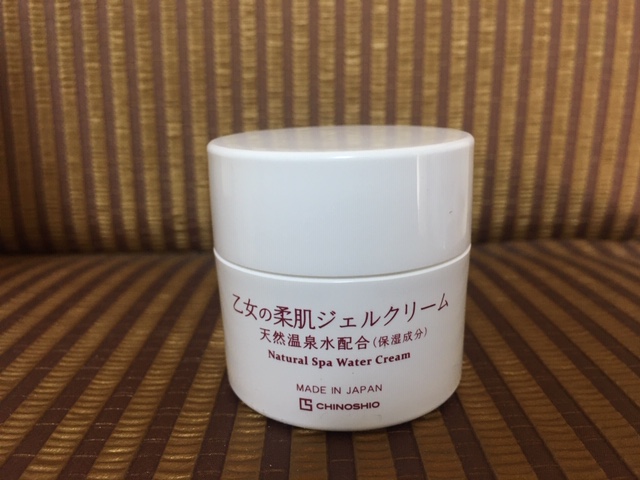 乙女の柔肌ジェルクリーム
天然温泉水配合(保湿成分)
Natural Spa Water Cream
MADE IN JAPAN
CHINOSHIO